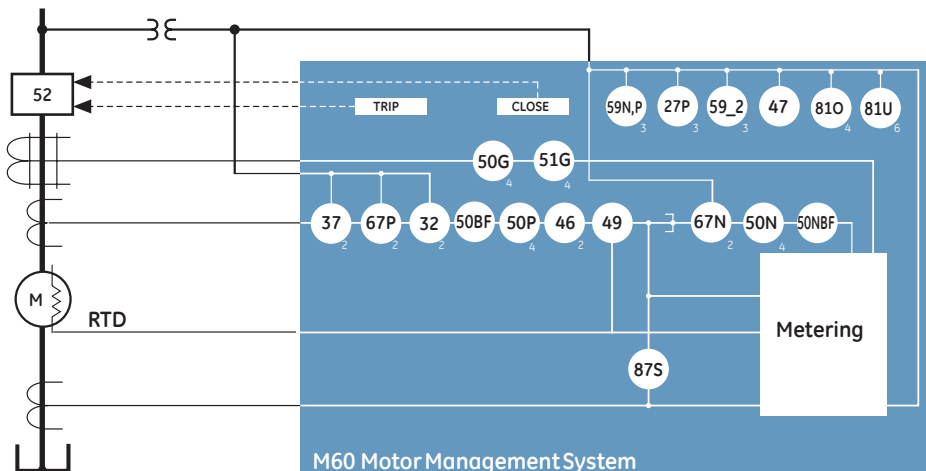 52
TRIP
CLOSE
59N,P 3
27P 3
59_2 3
47
81O 4
81U 6
50G 4
51G 4
37 2
67P 2
32 2
50BF
50P 4
46 2
49
67N 2
50N 4
50NBF
M
RTD
Metering
87S
M60 Motor Management System